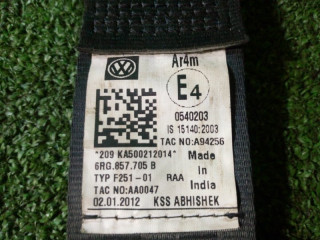 Ar4m
E4
0540203
IS 15140:2003
TAC NO:A94256
*209 KA500212014*
6RG.857.705 B
Made
TYP F251-01 RAA In
TAC NO:AA0047 India
02.01.2012 KSS ABHISHEK